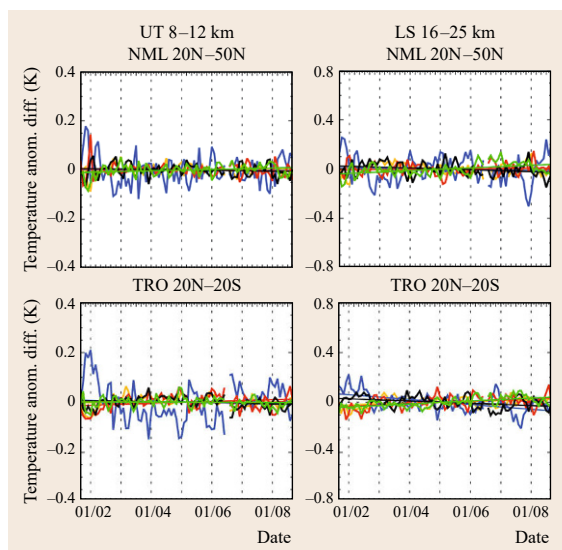 UT 8–12 km
NML 20N–50N
LS 16–25 km
NML 20N–50N
Temperature anom. diff. (K)
0.4
0.2
0
–0.2
–0.4
0.8
0.4
0
–0.4
–0.8
TRO 20N–20S
TRO 20N–20S
Temperature anom. diff. (K)
0.4
0.2
0
–0.2
–0.4
0.8
0.4
0
–0.4
–0.8
01/02 01/04 01/06 01/08
01/02 01/04 01/06 01/08
Date
Date